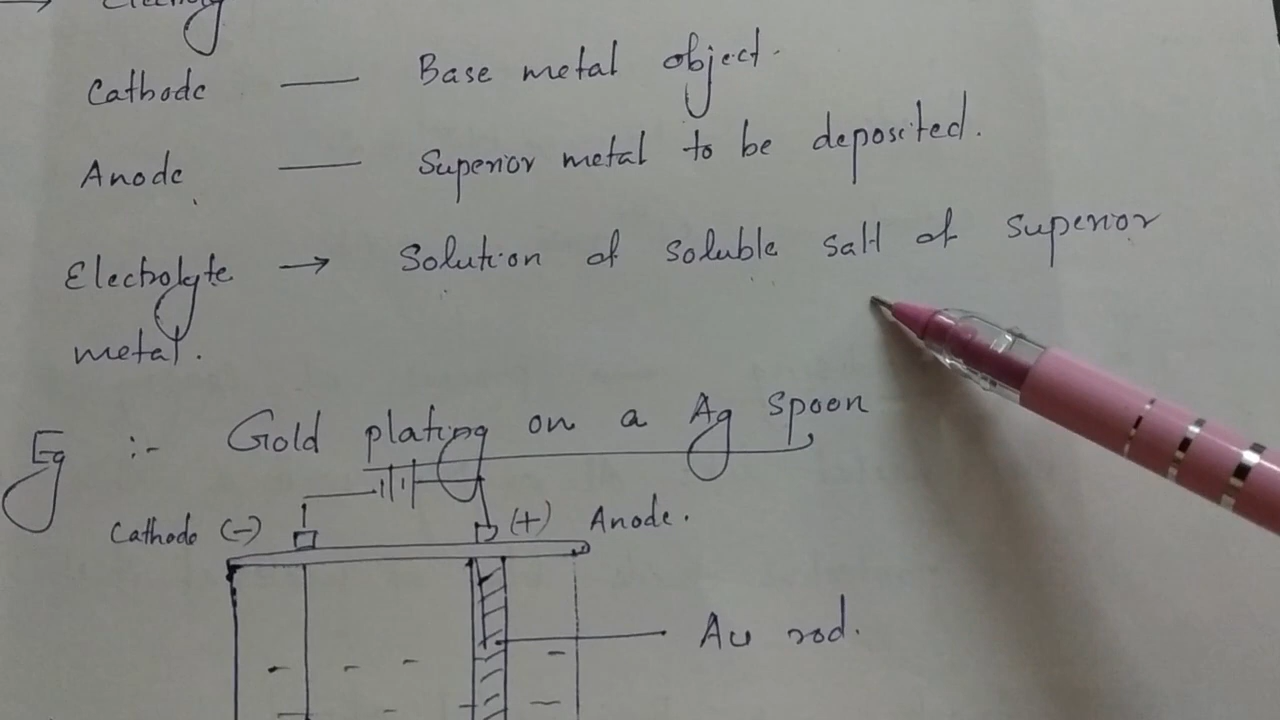 Cathode — Base metal object.
Anode — Superior metal to be deposited.
Electrolyte → Solution of soluble salt of superior
metal.
Eg :- Gold plating on a Ag spoon
Cathode (-) (+) Anode.
Au rod.